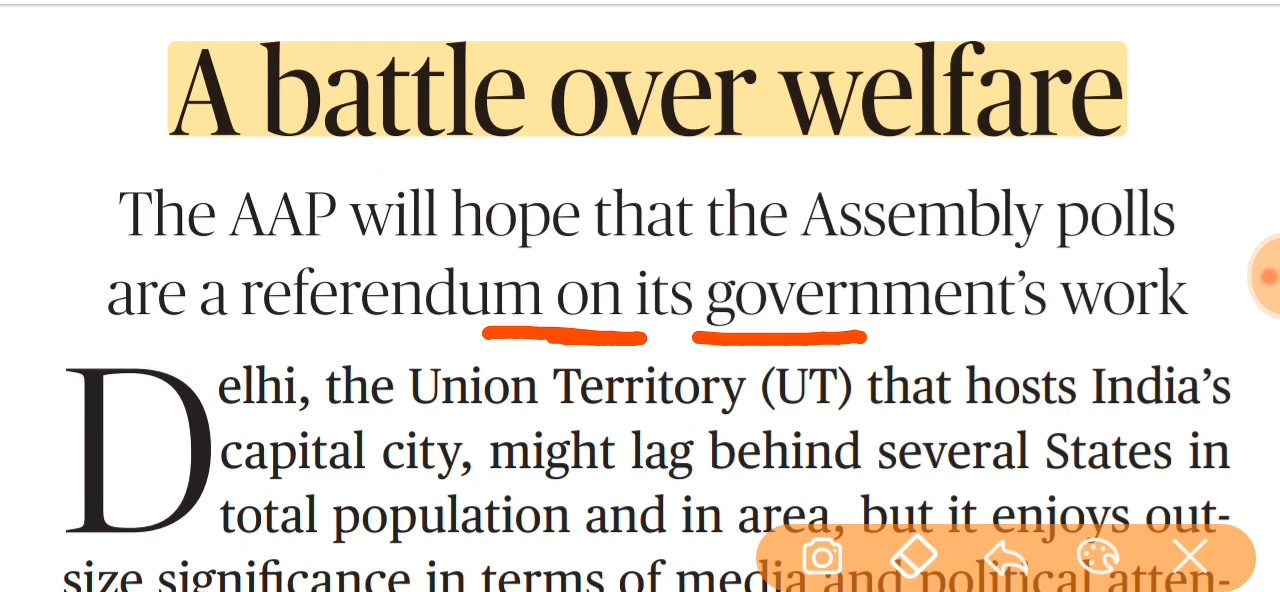 A battle over welfare
The AAP will hope that the Assembly polls
are a referendum on its government’s work
Delhi, the Union Territory (UT) that hosts India’s
capital city, might lag behind several States in
total population and in area, but it enjoys out-
size significance in terms of media and political atten-